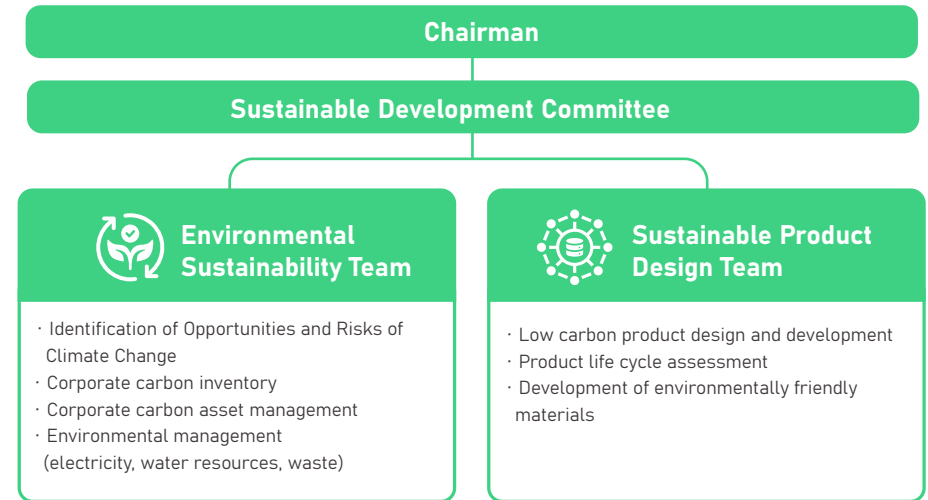 Chairman
Sustainable Development Committee
Environmental
Sustainability Team
· Identification of Opportunities and Risks of
Climate Change
· Corporate carbon inventory
· Corporate carbon asset management
· Environmental management
(electricity, water resources, waste)
Sustainable Product
Design Team
· Low carbon product design and development
· Product life cycle assessment
· Development of environmentally friendly
materials